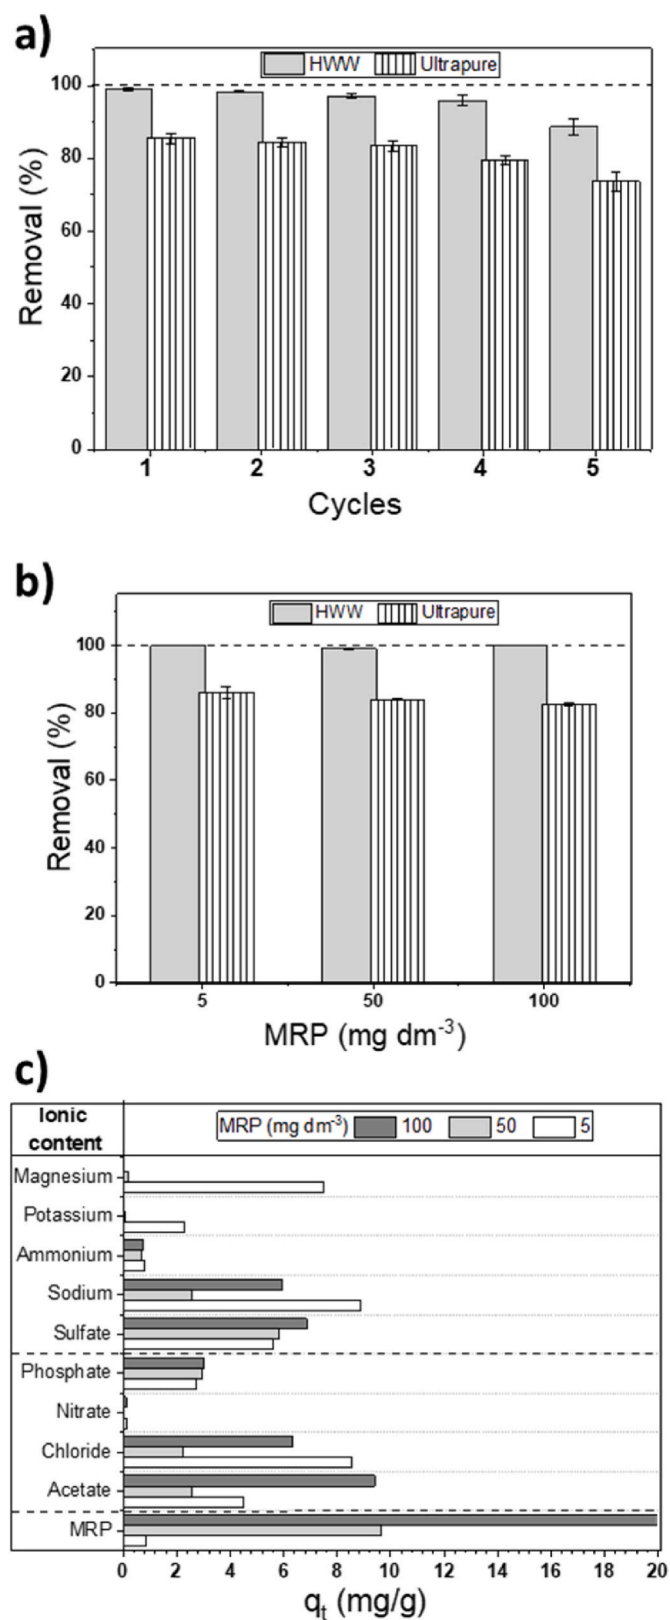 a)
HWW Ultrapure
100
80
60
40
20
0
Removal (%)
1 2 3 4 5
Cycles
b)
HWW Ultrapure
100
80
60
40
20
0
Removal (%)
5 50 100
MRP (mg dm⁻³)
c)
Ionic
content
MRP (mg dm⁻³) 100 50 5
Magnesium
Potassium
Ammonium
Sodium
Sulfate
Phosphate
Nitrate
Chloride
Acetate
MRP
0 2 4 6 8 10 12 14 16 18 20
qt (mg/g)